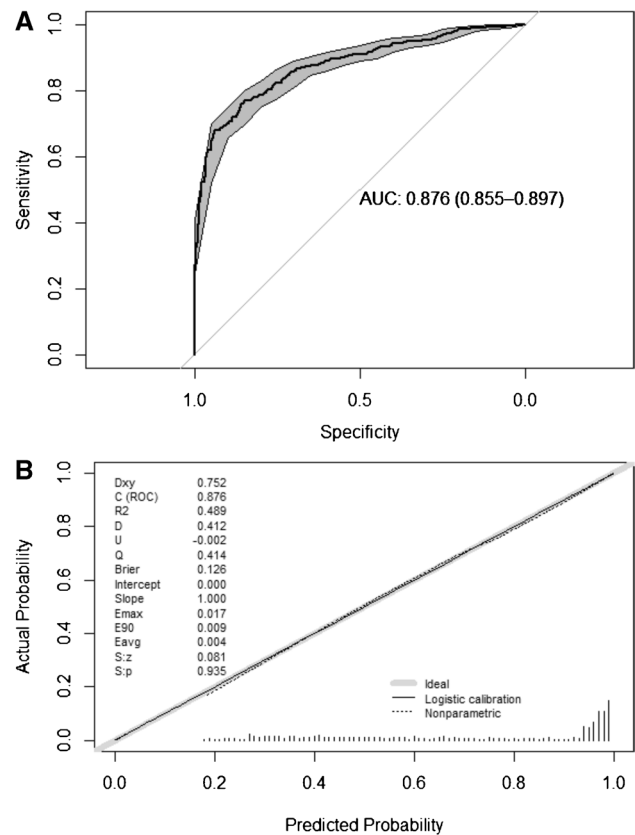 A
Sensitivity
1.0
0.8
0.6
0.4
0.2
0.0
AUC: 0.876 (0.855–0.897)
1.0 0.5 0.0
Specificity
B
Actual Probability
1.0
0.8
0.6
0.4
0.2
0.0
Dxy 0.752
C (ROC) 0.876
R2 0.489
D 0.412
U -0.002
Q 0.414
Brier 0.126
Intercept 0.000
Slope 1.000
Emax 0.017
E90 0.009
Eavg 0.004
S:z 0.081
S:p 0.935
Ideal
Logistic calibration
Nonparametric
0.0 0.2 0.4 0.6 0.8 1.0
Predicted Probability